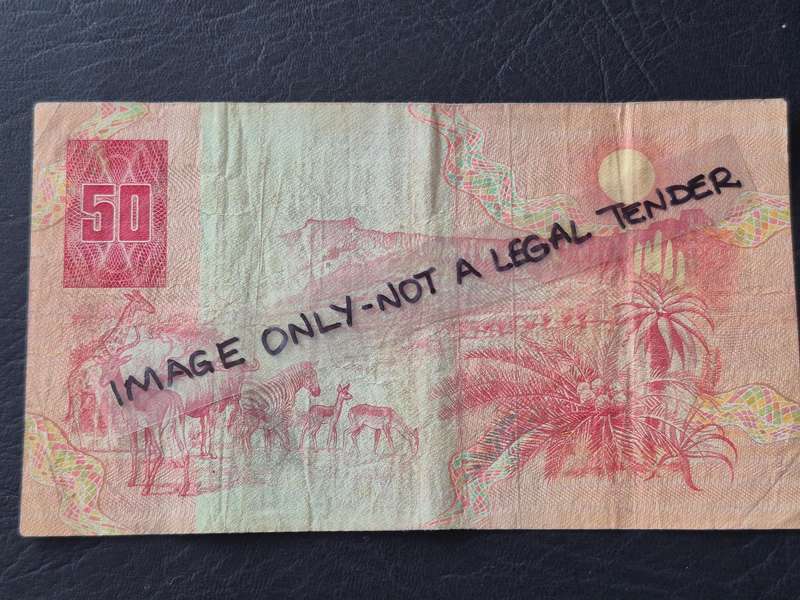 50
IMAGE ONLY-NOT A LEGAL TENDER